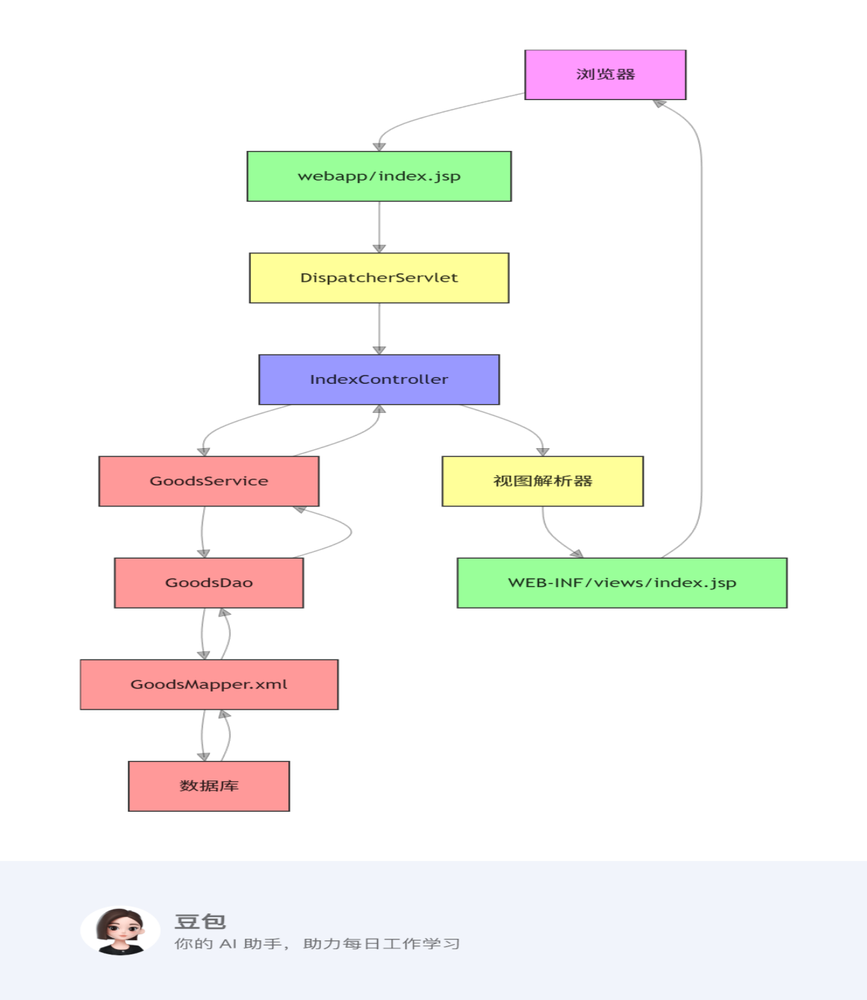 浏览器
webapp/index.jsp
DispatcherServlet
IndexController
GoodsService
视图解析器
GoodsDao
WEB-INF/views/index.jsp
GoodsMapper.xml
数据库
豆包
你的 AI 助手，助力每日工作学习